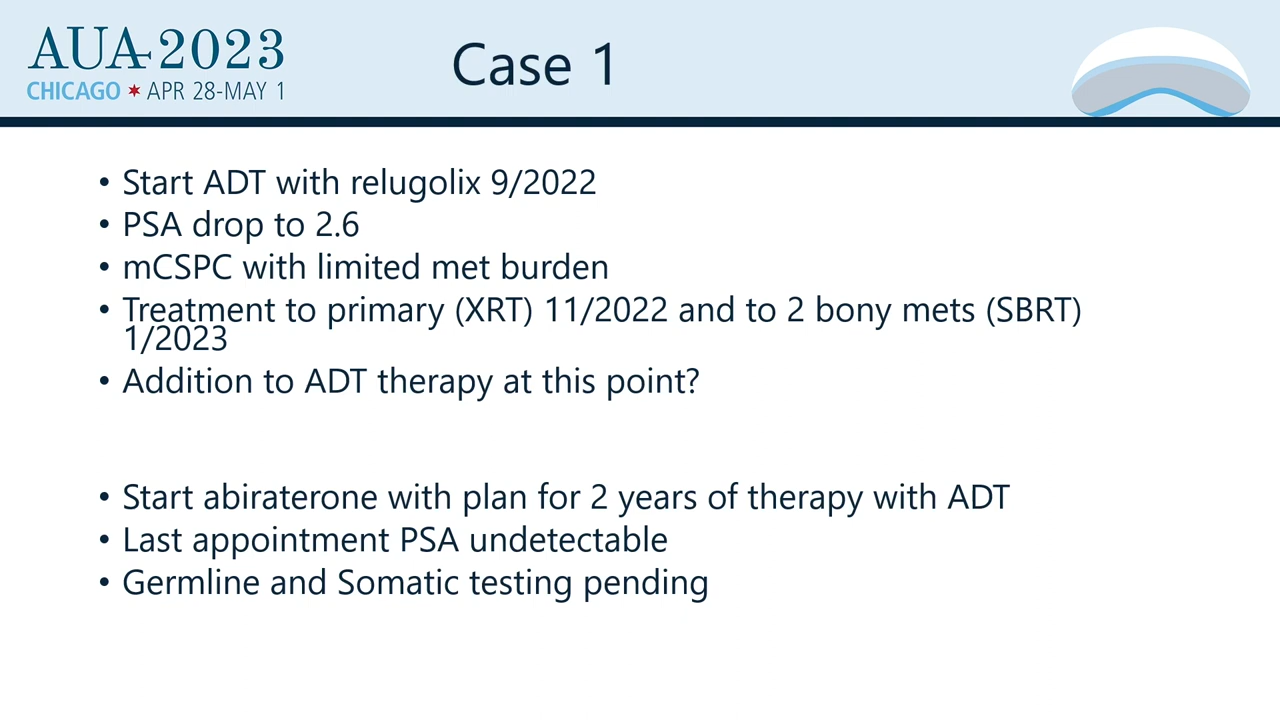 AUA 2023
CHICAGO ★ APR 28-MAY 1
Case 1
• Start ADT with relugolix 9/2022
• PSA drop to 2.6
• mCSPC with limited met burden
• Treatment to primary (XRT) 11/2022 and to 2 bony mets (SBRT)
1/2023
• Addition to ADT therapy at this point?
• Start abiraterone with plan for 2 years of therapy with ADT
• Last appointment PSA undetectable
• Germline and Somatic testing pending